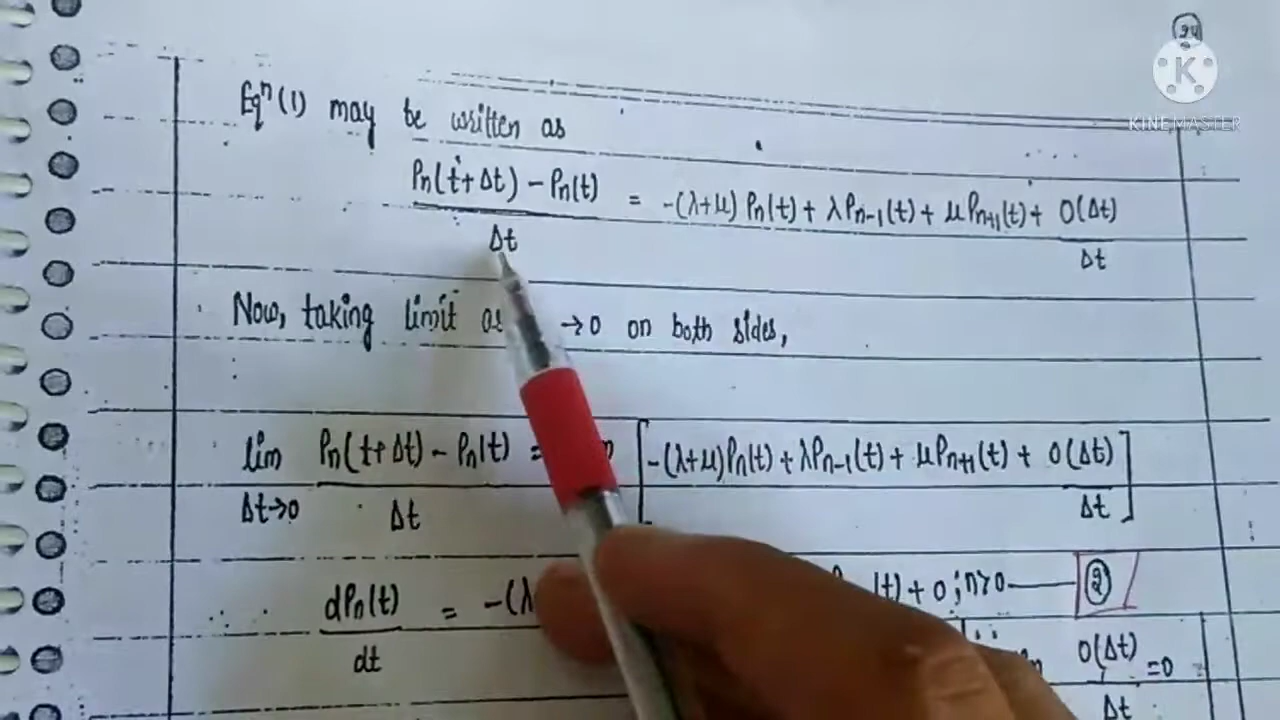 Eqⁿ(1) may be written as
Pn(t+Δt) − Pn(t) = -(λ+μ) Pn(t) + λPn-1(t) + μPn+1(t) + O(Δt)
Δt Δt
Now, taking limit as →0 on both sides,
lim Pn(t+Δt) − Pn(t) = [-(λ+μ)Pn(t) + λPn-1(t) + μPn+1(t) + O(Δt)]
Δt→0 Δt Δt
dPn(t) = -(λ (t) + 0 ; n>0 — ②
dt
O(Δt) =0
Δt
K
KINEMASTER